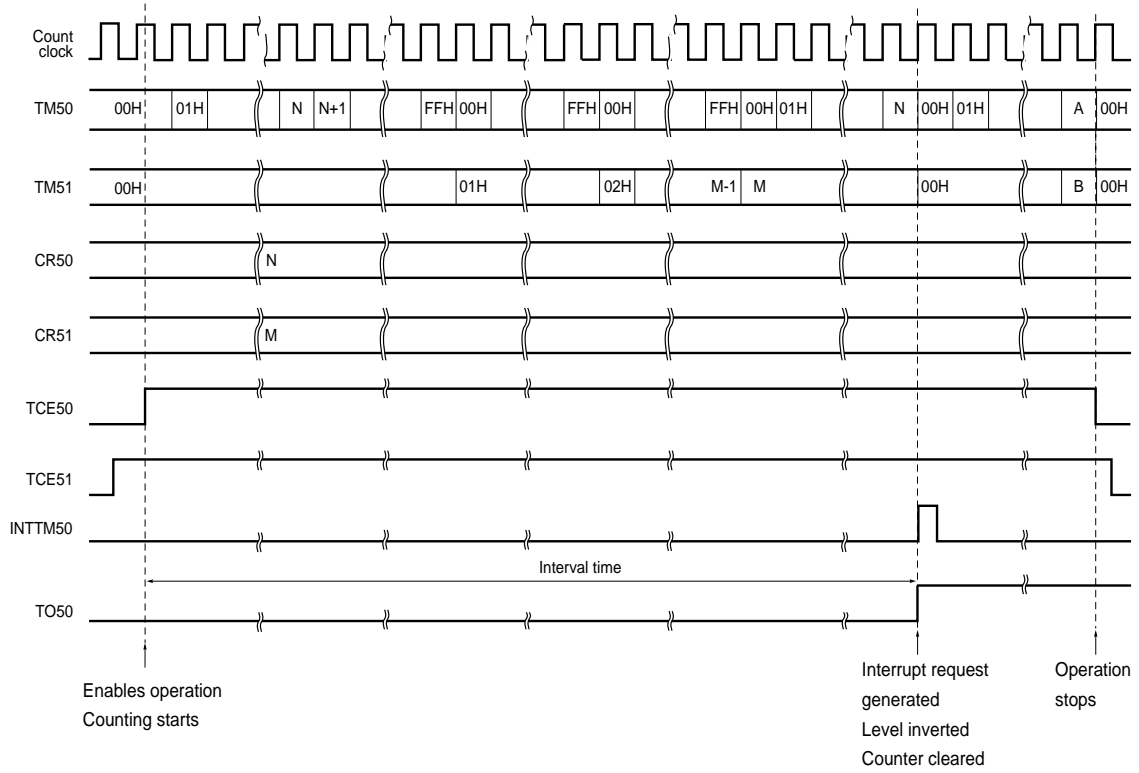 Count
clock
TM50 00H 01H N N+1 FFH 00H FFH 00H FFH 00H 01H N 00H 01H A 00H
TM51 00H 01H 02H M-1 M 00H B 00H
CR50 N
CR51 M
TCE50
TCE51
INTTM50
Interval time
TO50
Enables operation
Counting starts
Interrupt request
generated
Level inverted
Counter cleared
Operation
stops